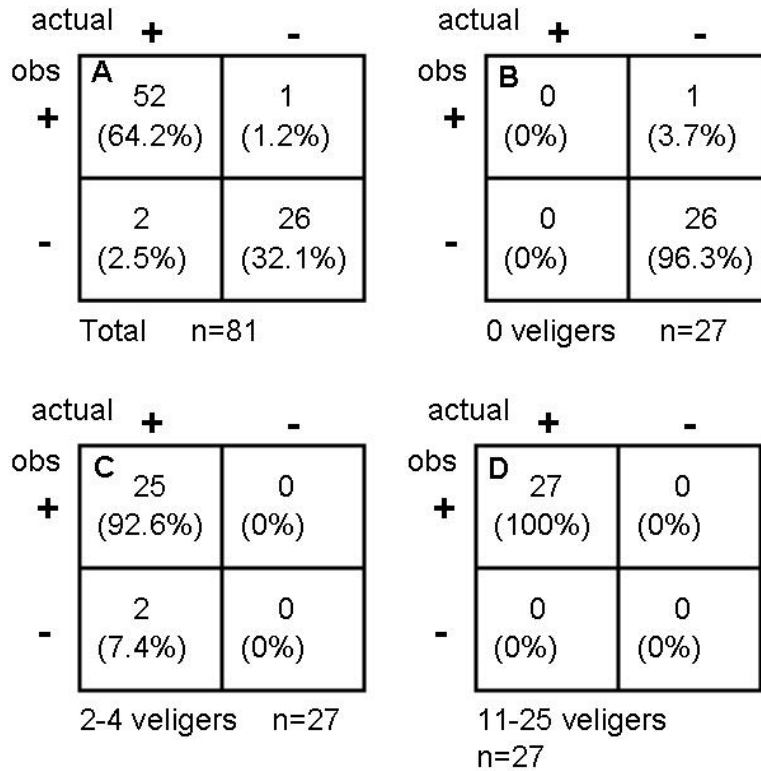 actual + -
obs
A
+ 52 1
(64.2%) (1.2%)
- 2 26
(2.5%) (32.1%)
Total n=81
actual + -
obs
B
+ 0 1
(0%) (3.7%)
- 0 26
(0%) (96.3%)
0 veligers n=27
actual + -
obs
C
+ 25 0
(92.6%) (0%)
- 2 0
(7.4%) (0%)
2-4 veligers n=27
actual + -
obs
D
+ 27 0
(100%) (0%)
- 0 0
(0%) (0%)
11-25 veligers
n=27